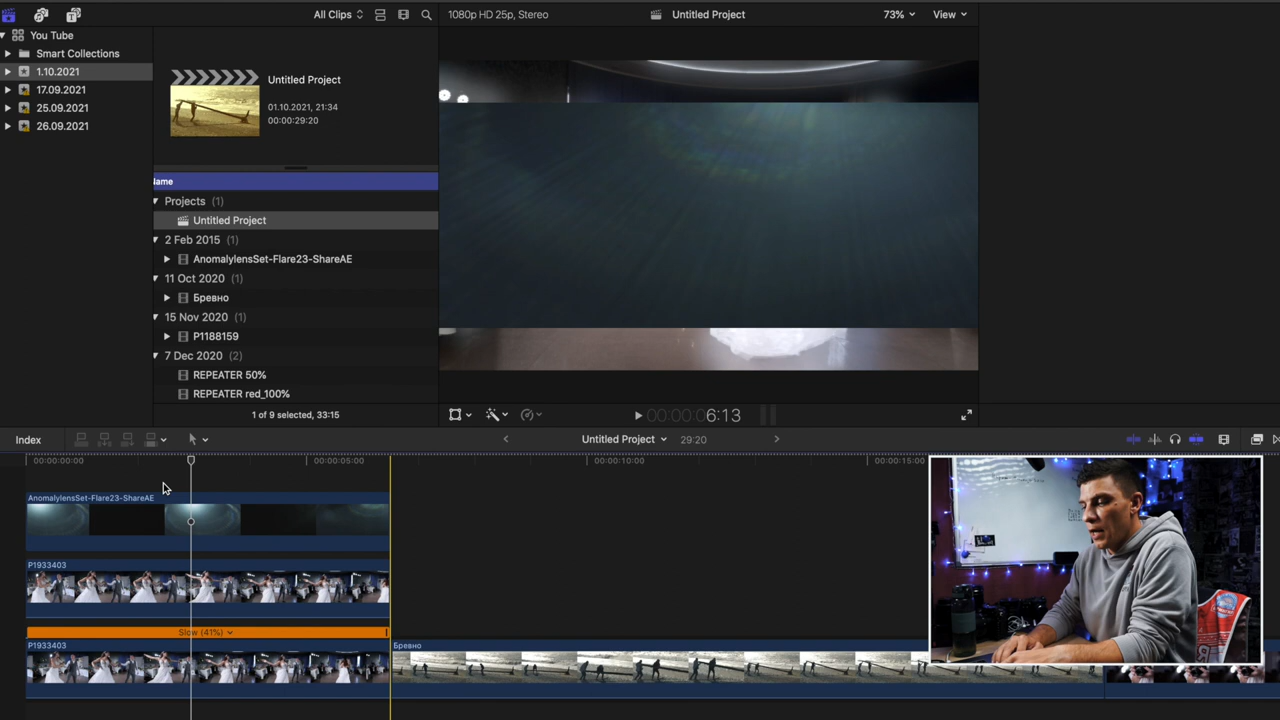 All Clips
1080p HD 25p, Stereo
Untitled Project
73%
View
You Tube
Smart Collections
1.10.2021
17.09.2021
25.09.2021
26.09.2021
Untitled Project
01.10.2021, 21:34
00:00:29:20
Name
Projects (1)
Untitled Project
2 Feb 2015 (1)
AnomalylensSet-Flare23-ShareAE
11 Oct 2020 (1)
Бревно
15 Nov 2020 (1)
P1188159
7 Dec 2020 (2)
REPEATER 50%
REPEATER red_100%
1 of 9 selected, 33:15
00:00:00:06:13
Index
Untitled Project
29:20
00:00:00:00
00:00:05:00
00:00:10:00
00:00:15:00
AnomalylensSet-Flare23-ShareAE
P1933403
Slow (41%)
P1933403
Бревно